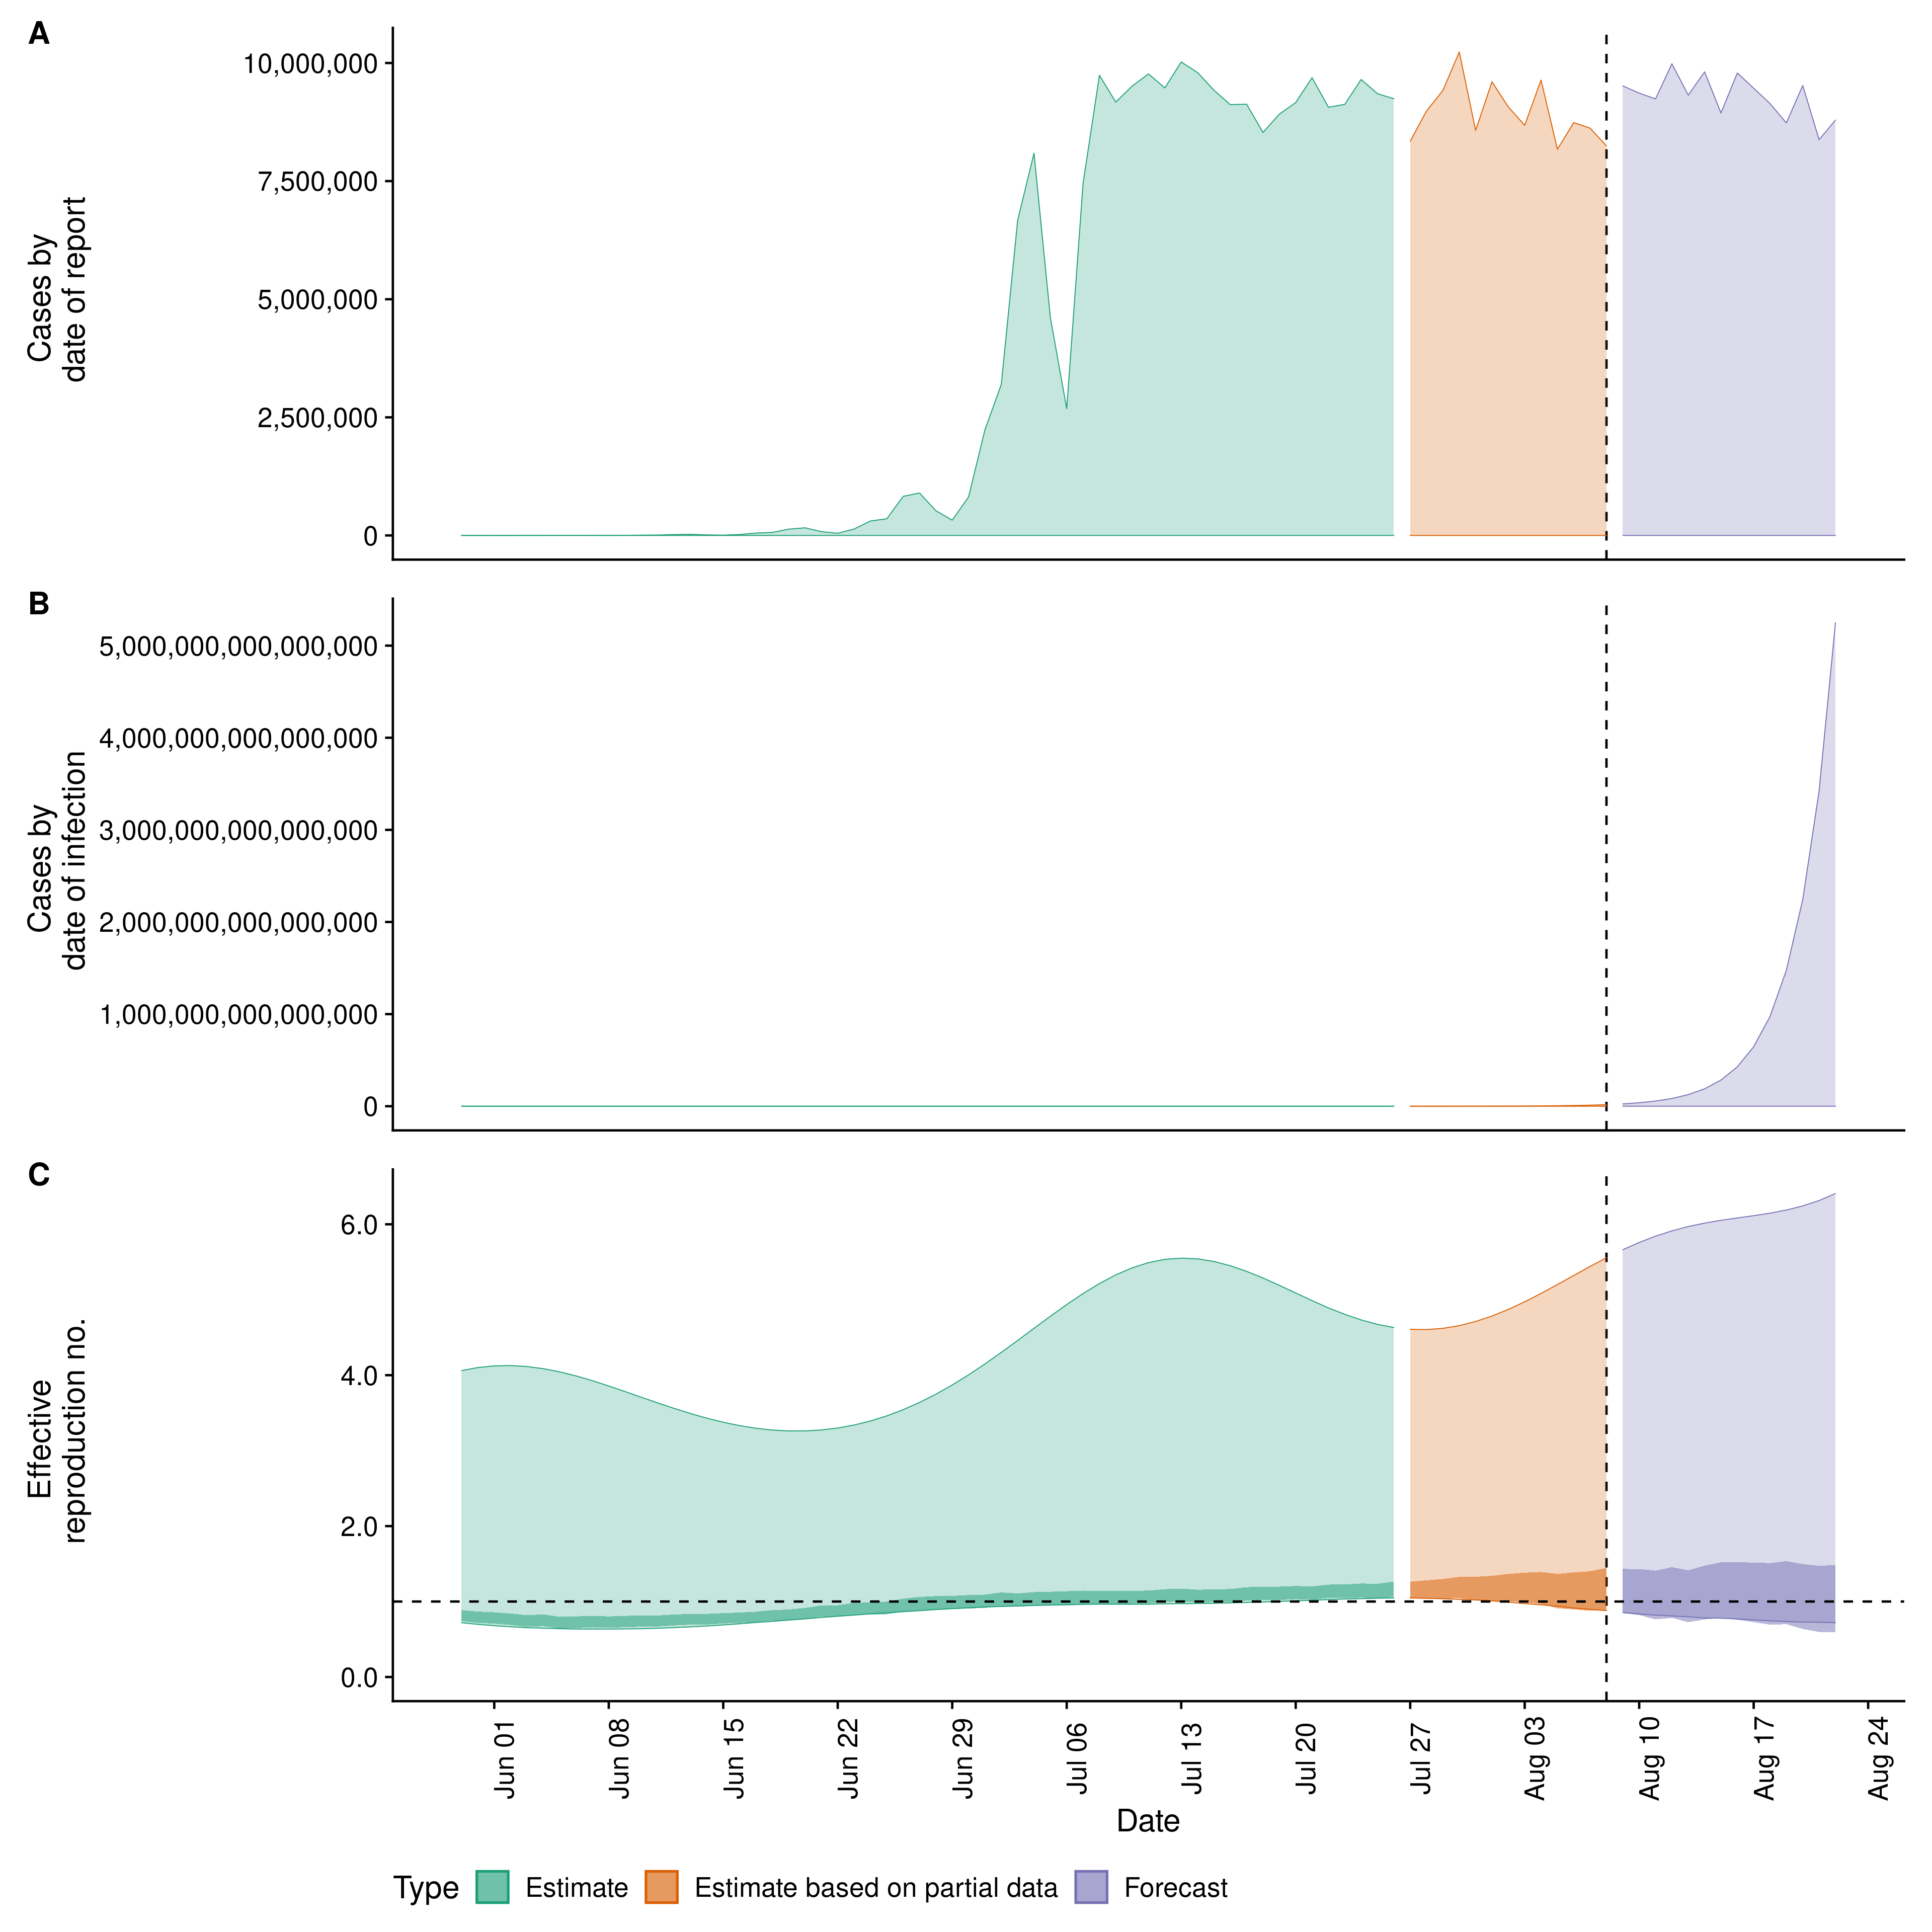 A
Cases by
date of report
10,000,000
7,500,000
5,000,000
2,500,000
0
B
Cases by
date of infection
5,000,000,000,000,000
4,000,000,000,000,000
3,000,000,000,000,000
2,000,000,000,000,000
1,000,000,000,000,000
0
C
Effective
reproduction no.
6.0
4.0
2.0
0.0
Jun 01
Jun 08
Jun 15
Jun 22
Jun 29
Jul 06
Jul 13
Jul 20
Jul 27
Aug 03
Aug 10
Aug 17
Aug 24
Date
Type Estimate Estimate based on partial data Forecast